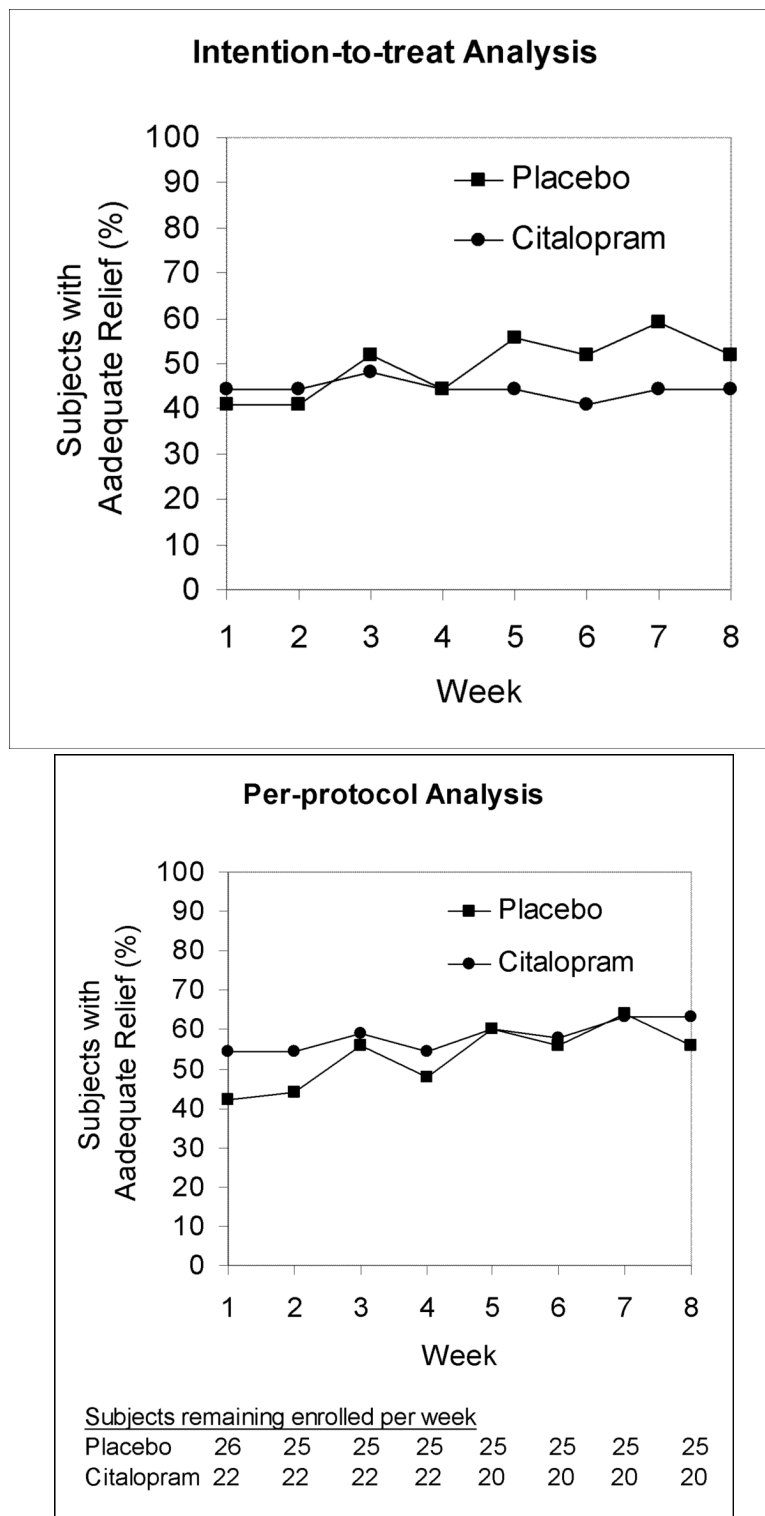 Intention-to-treat Analysis
100
90
80
70
60
50
40
30
20
10
0
Subjects with
Aadequate Relief (%)
Placebo
Citalopram
1 2 3 4 5 6 7 8
Week
Per-protocol Analysis
100
90
80
70
60
50
40
30
20
10
0
Subjects with
Aadequate Relief (%)
Placebo
Citalopram
1 2 3 4 5 6 7 8
Week
Subjects remaining enrolled per week
Placebo 26 25 25 25 25 25 25 25
Citalopram 22 22 22 22 20 20 20 20